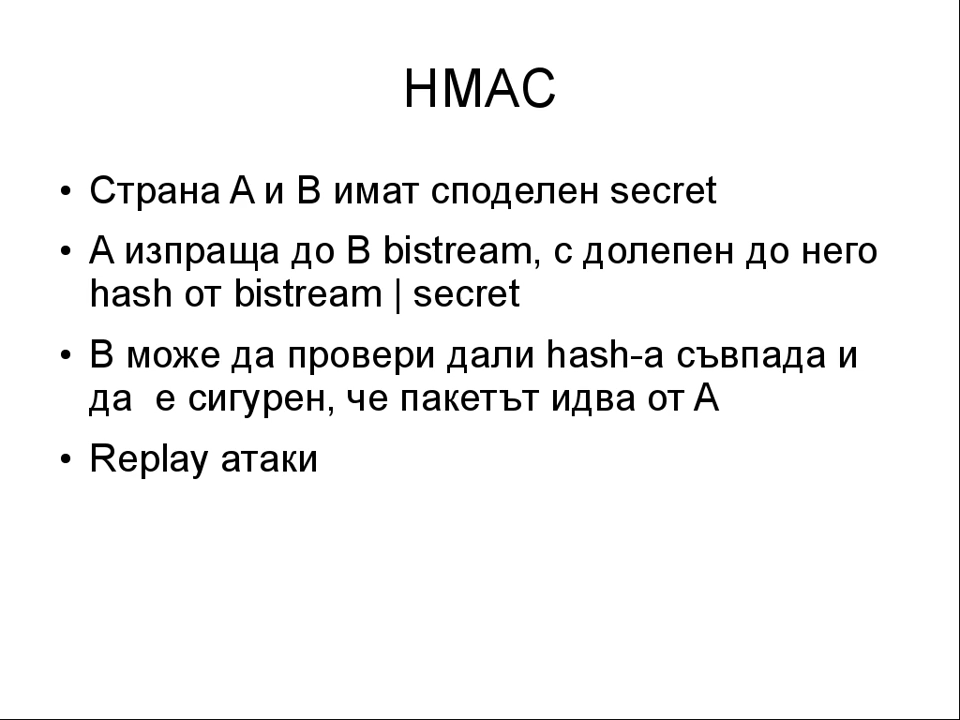 HMAC
• Страна A и B имат споделен secret
• A изпраща до B bistream, с долепен до него
hash от bistream | secret
• B може да провери дали hash-а съвпада и
да  е сигурен, че пакетът идва от A
• Replay атаки